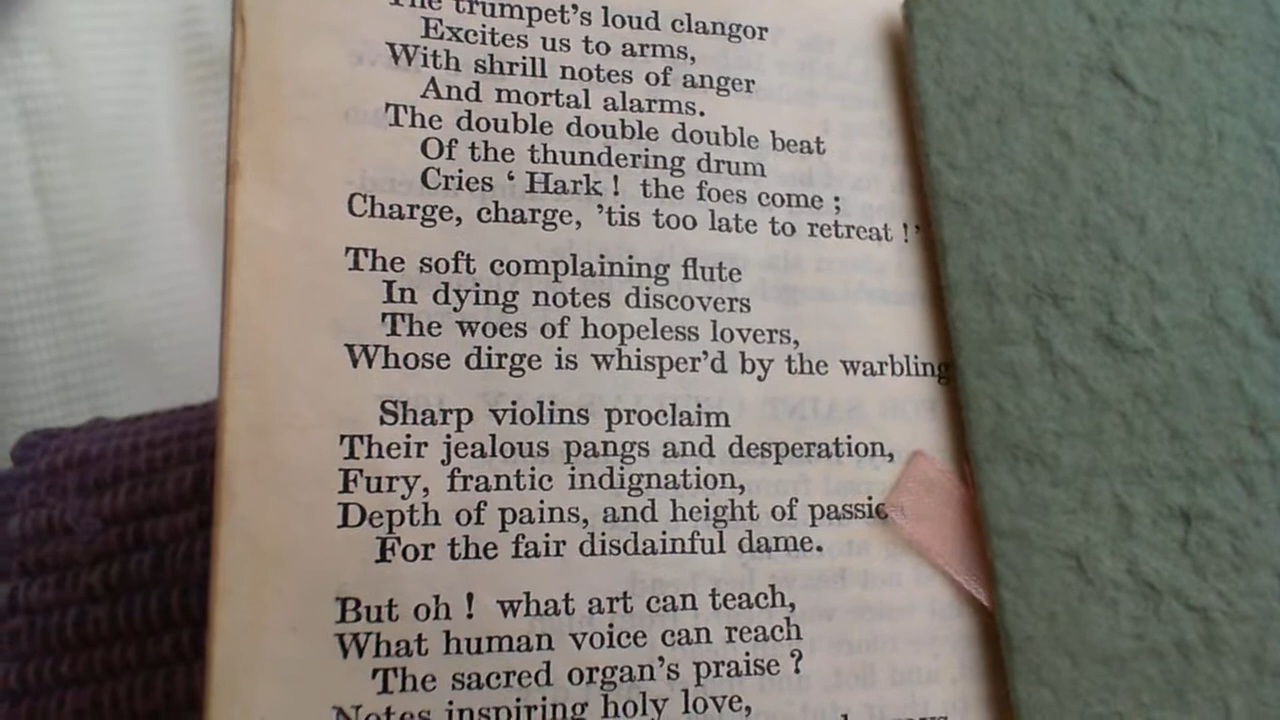 The trumpet's loud clangor
Excites us to arms,
With shrill notes of anger
And mortal alarms.
The double double double beat
Of the thundering drum
Cries ‘ Hark ! the foes come ;
Charge, charge, ’tis too late to retreat !’
The soft complaining flute
In dying notes discovers
The woes of hopeless lovers,
Whose dirge is whisper’d by the warbling
Sharp violins proclaim
Their jealous pangs and desperation,
Fury, frantic indignation,
Depth of pains, and height of
For the fair disdainful dame.
But oh ! what art can teach,
What human voice can reach
The sacred organ’s praise ?
Notes inspiring holy love,